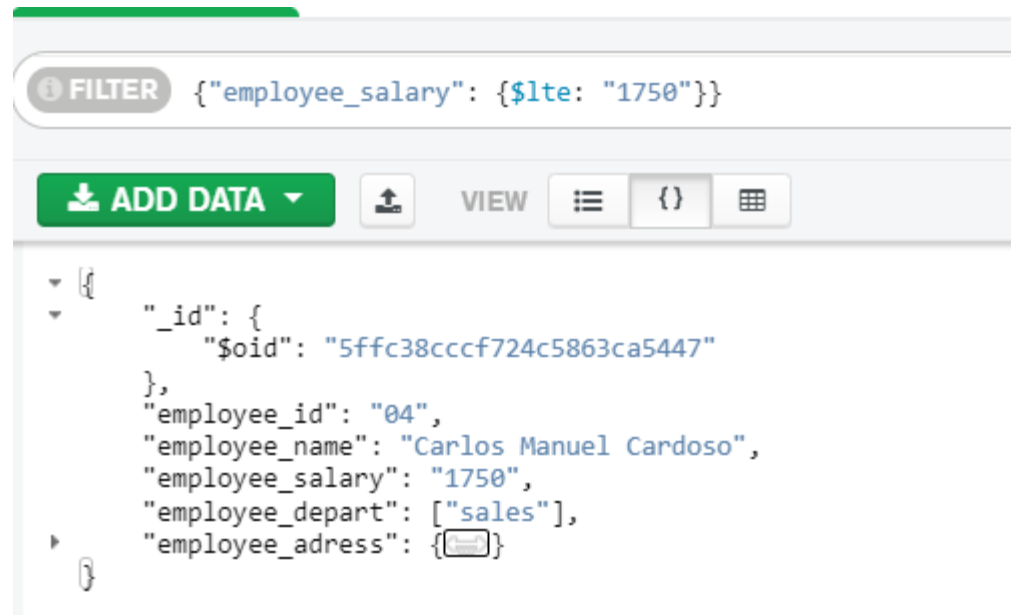 FILTER {"employee_salary": {$lte: "1750"}}
ADD DATA VIEW {}
{
"_id": {
"$oid": "5ffc38cccf724c5863ca5447"
},
"employee_id": "04",
"employee_name": "Carlos Manuel Cardoso",
"employee_salary": "1750",
"employee_depart": ["sales"],
"employee_adress": {}
}